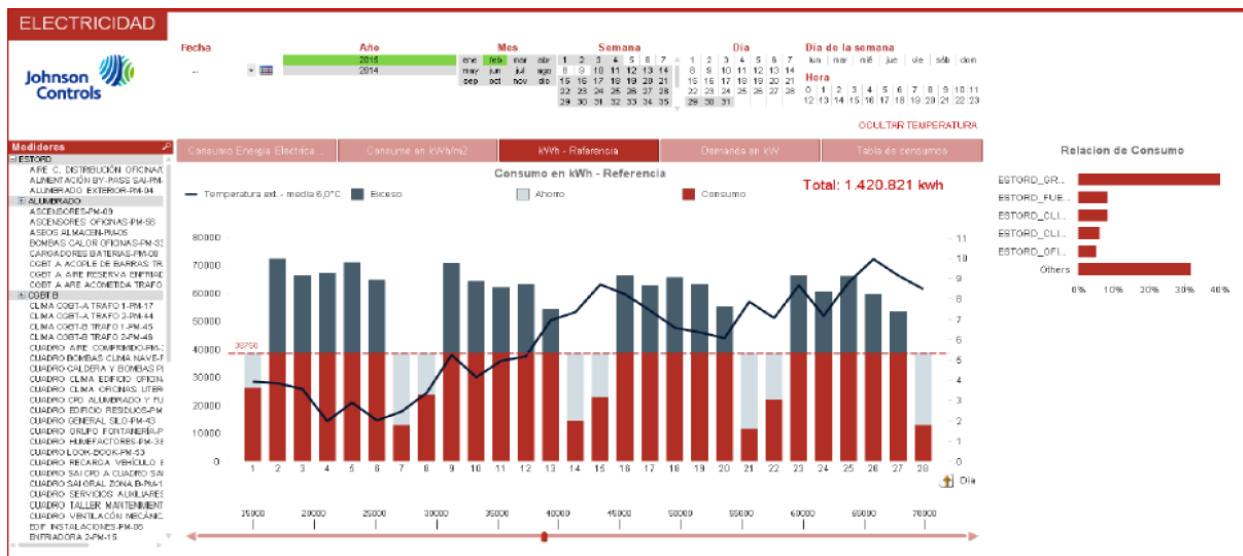 ELECTRICIDAD
Johnson Controls
Fecha
Año
Mes
Semana
Día
Día de la semana
2015
2014
ene feb mar abr
may jun jul ago
sep oct nov dic
1 2 3 4 5 6 7
8 9 10 11 12 13 14
15 16 17 18 19 20 21
22 23 24 25 26 27 28
29 30 31 32 33 34 35
1 2 3 4 5 6 7
8 9 10 11 12 13 14
15 16 17 18 19 20 21
22 23 24 25 26 27 28
29 30 31
lun mar mié jue vie sáb dom
Hora
0 1 2 3 4 5 6 7 8 9 10 11
12 13 14 15 16 17 18 19 20 21 22 23
OCULTAR TEMPERATURA
Medidores
ESTORD
AIRE C. DISTRIBUCIÓN OFICINA
ALIMENTACIÓN BY-PASS SAI-PM-
ALUMBRADO EXTERIOR-PM-04
ALUMBRADO
ASCENSORES-PM-09
ASCENSORES OFICINAS-PM-56
ASEOS ALMACEN-PM-05
BOMBAS CALOR OFICINAS-PM-33
CARGADORES BATERIAS-PM-08
CGBT A ACOPLE DE BARRAS TR
CGBT A AIRE RESERVA ENFRIAD
CGBT A ARE ACOMETIDA TRAFO
CGBT-B
CLIMA CGBT-A TRAFO 1-PM-17
CLIMA CGBT-A TRAFO 2-PM-44
CLIMA CGBT-B TRAFO 1-PM-45
CLIMA CGBT-B TRAFO 2-PM-46
CUADRO AIRE COMPRIMIDO-PM-
CUADRO BOMBAS CLIMA NAVE-
CUADRO CALDERA Y BOMBAS
CUADRO CLIMA EDIFICIO OFICIN
CUADRO CLIMA OFICINAS
CUADRO CPD ALUMBRADO Y FU
CUADRO EDIFICIO RESIDUOS-PM
CUADRO GENERAL SILO-PM-43
CUADRO GRUPO FONTANERÍA-P
CUADRO HUMEFACTORES-PM-38
CUADRO LOOK-BOOK-PM-53
CUADRO RECARGA VEHÍCULO E
CUADRO SAI CPD A CUADRO SAI
CUADRO SAI GRAL ZONA B-PM-1
CUADRO SERVICIOS AUXILIARES
CUADRO TALLER MANTENIMIENT
CUADRO VENTILACÓN MECÁNIC
EDIF INSTALACIONES-PM-06
ENFRIADORA 2-PM-15
Consumo Energía Electrica...
Consumo en kWh/m2
kWh - Referencia
Demanda en kW
Tabla de consumos
Consumo en kWh - Referencia
Temperatura ext. - media 6,0°C
Exceso
Ahorro
Consumo
Total: 1.420.821 kwh
80000
70000
60000
50000
40000
30000
20000
10000
0
38750
11
10
9
8
7
6
5
4
3
2
1
0
1 2 3 4 5 6 7 8 9 10 11 12 13 14 15 16 17 18 19 20 21 22 23 24 25 26 27 28
Día
15000 20000 25000 30000 35000 40000 45000 50000 55000 60000 65000 70000
Relacion de Consumo
ESTORD_GR...
ESTORD_FUE...
ESTORD_CLI...
ESTORD_CLI...
ESTORD_OFI...
Others
0% 10% 20% 30% 40%